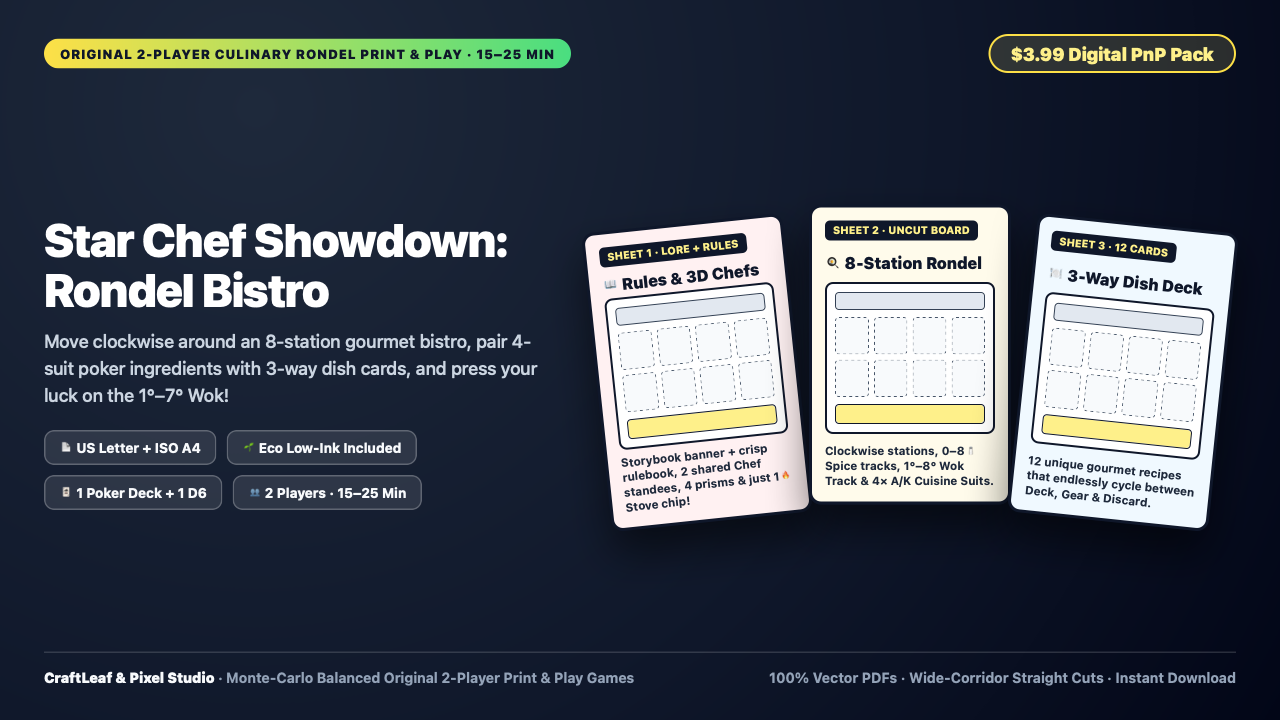 ORIGINAL 2-PLAYER CULINARY RONDEL PRINT & PLAY · 15–25 MIN
$3.99 Digital PnP Pack
Star Chef Showdown:
Rondel Bistro
Move clockwise around an 8-station gourmet bistro, pair 4-
suit poker ingredients with 3-way dish cards, and press your
luck on the 1°–7° Wok!
US Letter + ISO A4
Eco Low-Ink Included
1 Poker Deck + 1 D6
2 Players · 15–25 Min
SHEET 1 · LORE + RULES
Rules & 3D Chefs
Storybook banner + crisp
rulebook, 2 shared Chef
standees, 4 prisms & just 1🔥
Stove chip!
SHEET 2 · UNCUT BOARD
8-Station Rondel
Clockwise stations, 0–8
Spice tracks, 1°–8° Wok
Track & 4× A/K Cuisine Suits.
SHEET 3 · 12 CARDS
3-Way Dish Deck
12 unique gourmet recipes
that endlessly cycle between
Deck, Gear & Discard.
CraftLeaf & Pixel Studio · Monte-Carlo Balanced Original 2-Player Print & Play Games
100% Vector PDFs · Wide-Corridor Straight Cuts · Instant Download